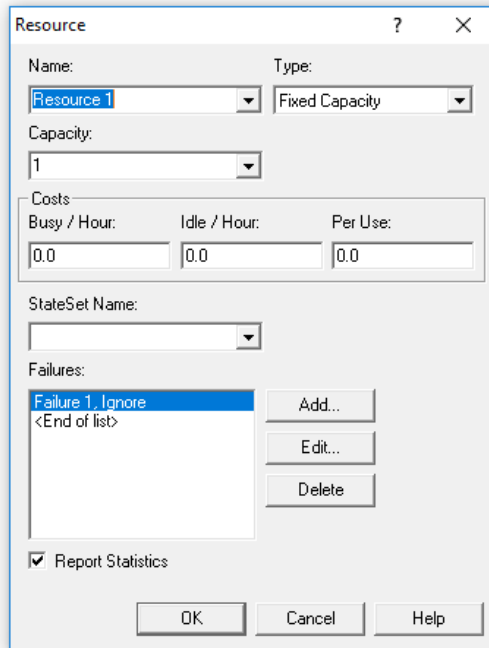 Resource ?
Name: Type:
Resource 1 Fixed Capacity
Capacity:
1
Costs
Busy / Hour: Idle / Hour: Per Use:
0.0 0.0 0.0
StateSet Name:
Failures:
Failure 1, Ignore
<End of list>
Add...
Edit...
Delete
Report Statistics
OK Cancel Help